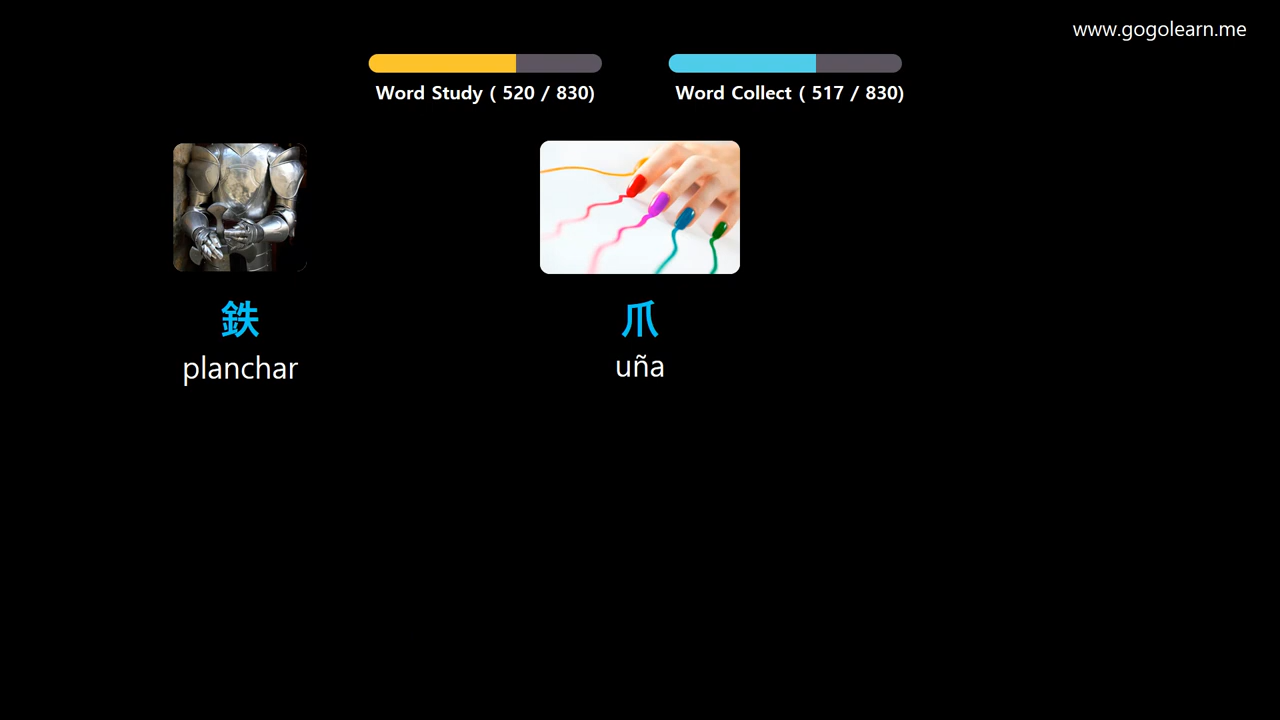 www.gogolearn.me
Word Study ( 520 / 830)
Word Collect ( 517 / 830)
鉄
爪
planchar
uña